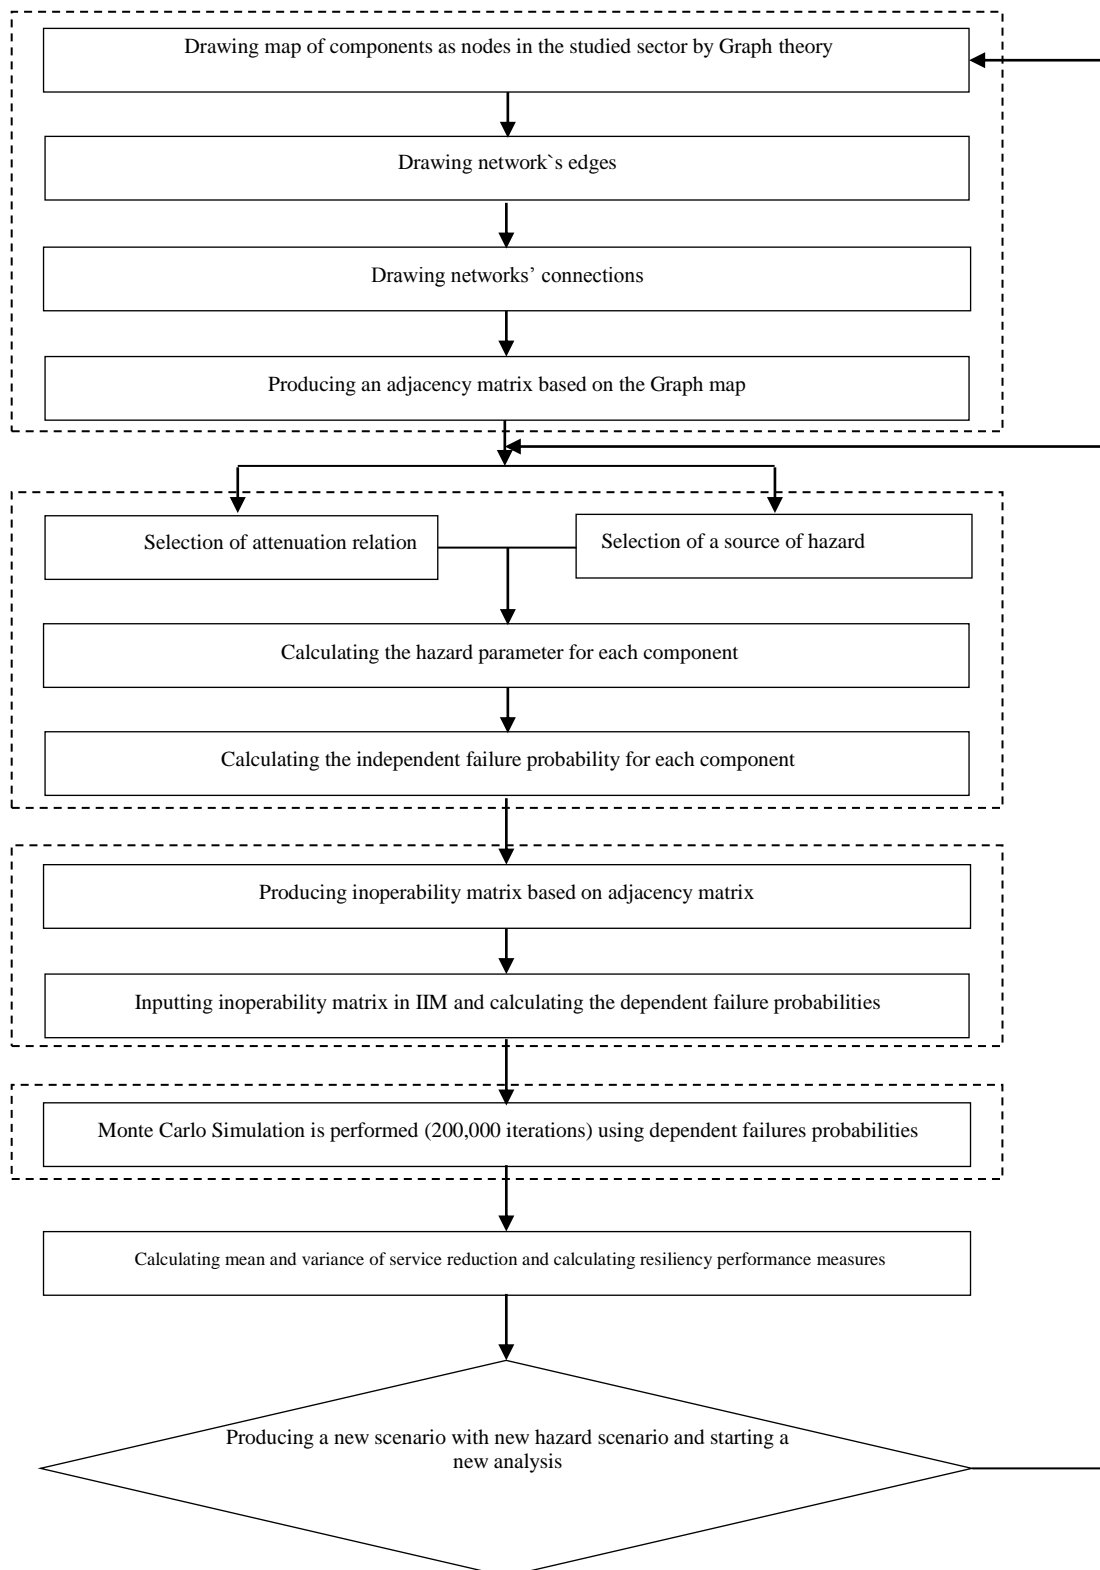 Drawing map of components as nodes in the studied sector by Graph theory
Drawing network`s edges
Drawing networks’ connections
Producing an adjacency matrix based on the Graph map
Selection of attenuation relation
Selection of a source of hazard
Calculating the hazard parameter for each component
Calculating the independent failure probability for each component
Producing inoperability matrix based on adjacency matrix
Inputting inoperability matrix in IIM and calculating the dependent failure probabilities
Monte Carlo Simulation is performed (200,000 iterations) using dependent failures probabilities
Calculating mean and variance of service reduction and calculating resiliency performance measures
Producing a new scenario with new hazard scenario and starting a
new analysis